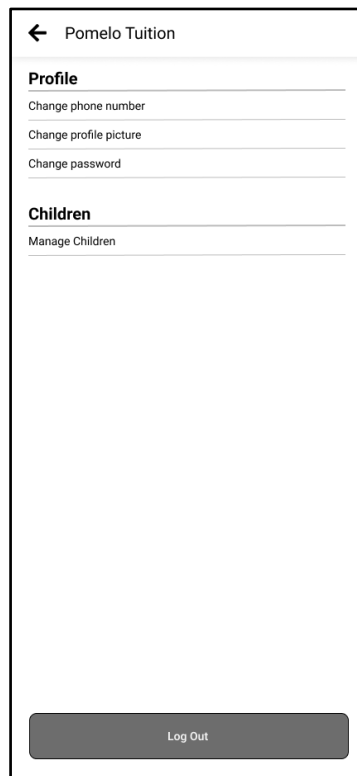 Pomelo Tuition
Profile
Change phone number
Change profile picture
Change password
Children
Manage Children
Log Out